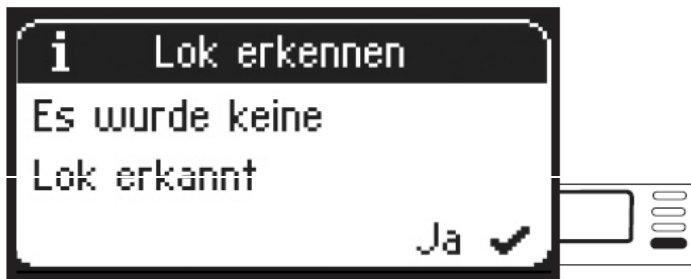 i Lok erkennen
Es wurde keine
Lok erkannt
Ja ✔